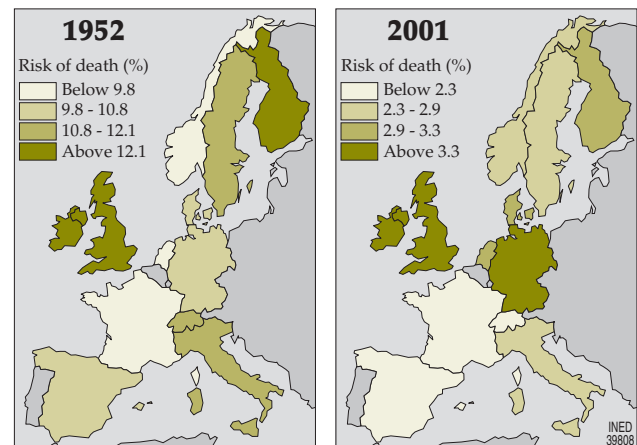 1952
Risk of death (%)
Below 9.8
9.8 - 10.8
10.8 - 12.1
Above 12.1
2001
Risk of death (%)
Below 2.3
2.3 - 2.9
2.9 - 3.3
Above 3.3
INED
39808